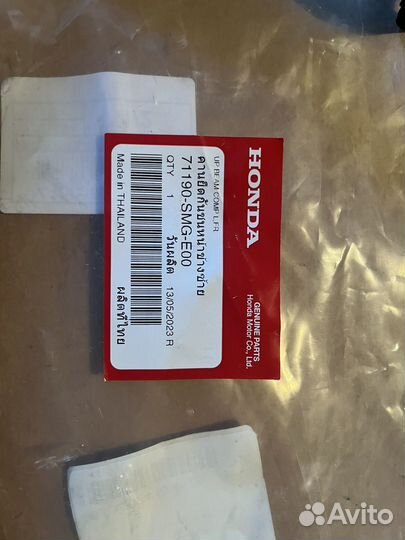 HONDA
GENUINE PARTS
Honda Motor Co., Ltd.
UP BEAM COMP L,FR
คานยึดกันชนหน้าข้างซ้าย
71190-SMG-E00
QTY 1 วันผลิต 13/05/2023 R
Made in THAILAND ผลิตที่ไทย
Avito